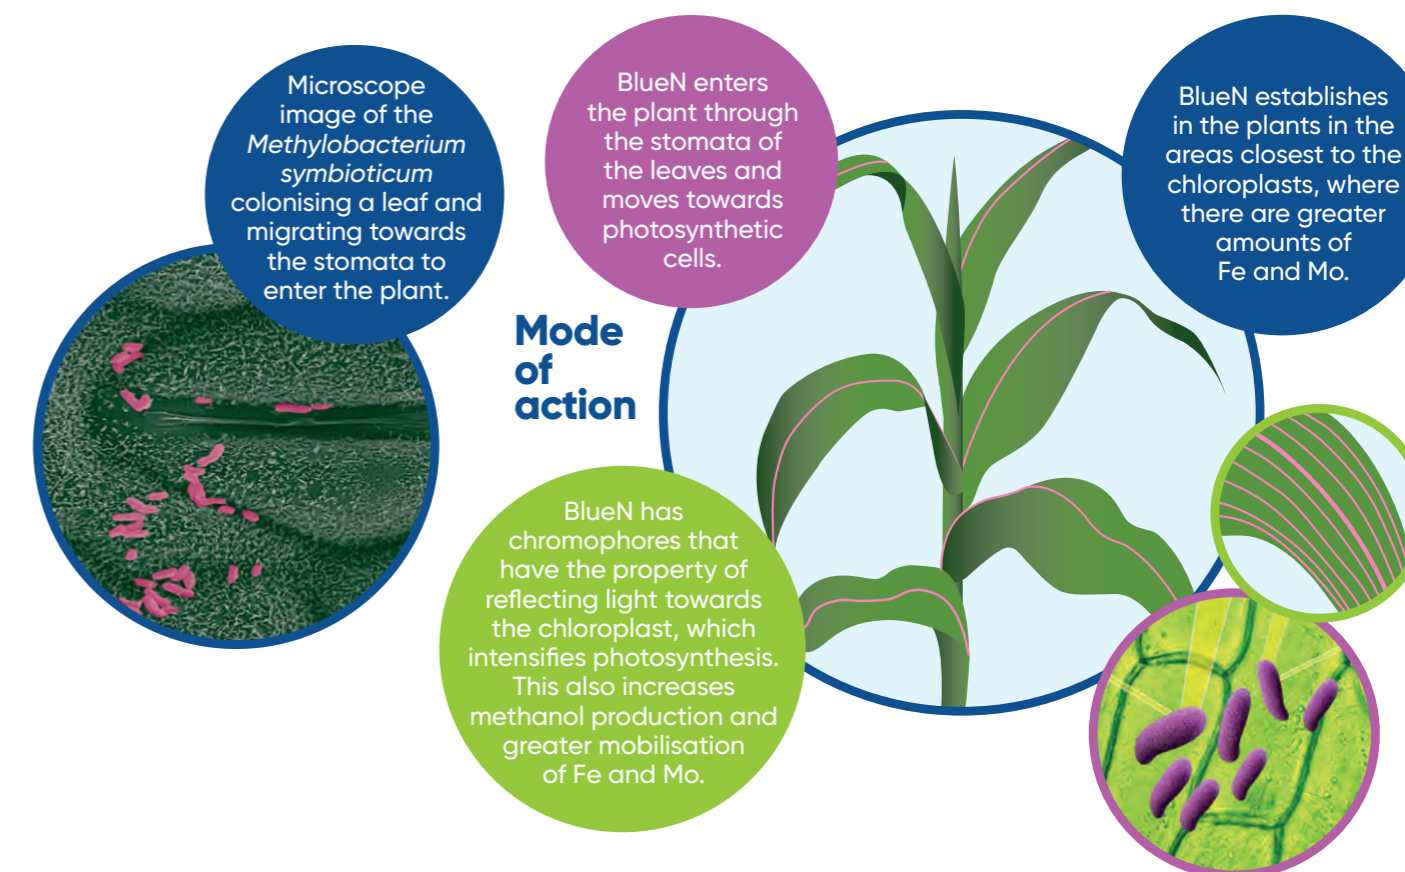 Microscope
image of the
Methylobacterium
symbioticum
colonising a leaf and
migrating towards
the stomata to
enter the plant.
BlueN enters
the plant through
the stomata of
the leaves and
moves towards
photosynthetic
cells.
BlueN establishes
in the plants in the
areas closest to the
chloroplasts, where
there are greater
amounts of
Fe and Mo.
Mode
of
action
BlueN has
chromophores that
have the property of
reflecting light towards
the chloroplast, which
intensifies photosynthesis.
This also increases
methanol production and
greater mobilisation
of Fe and Mo.